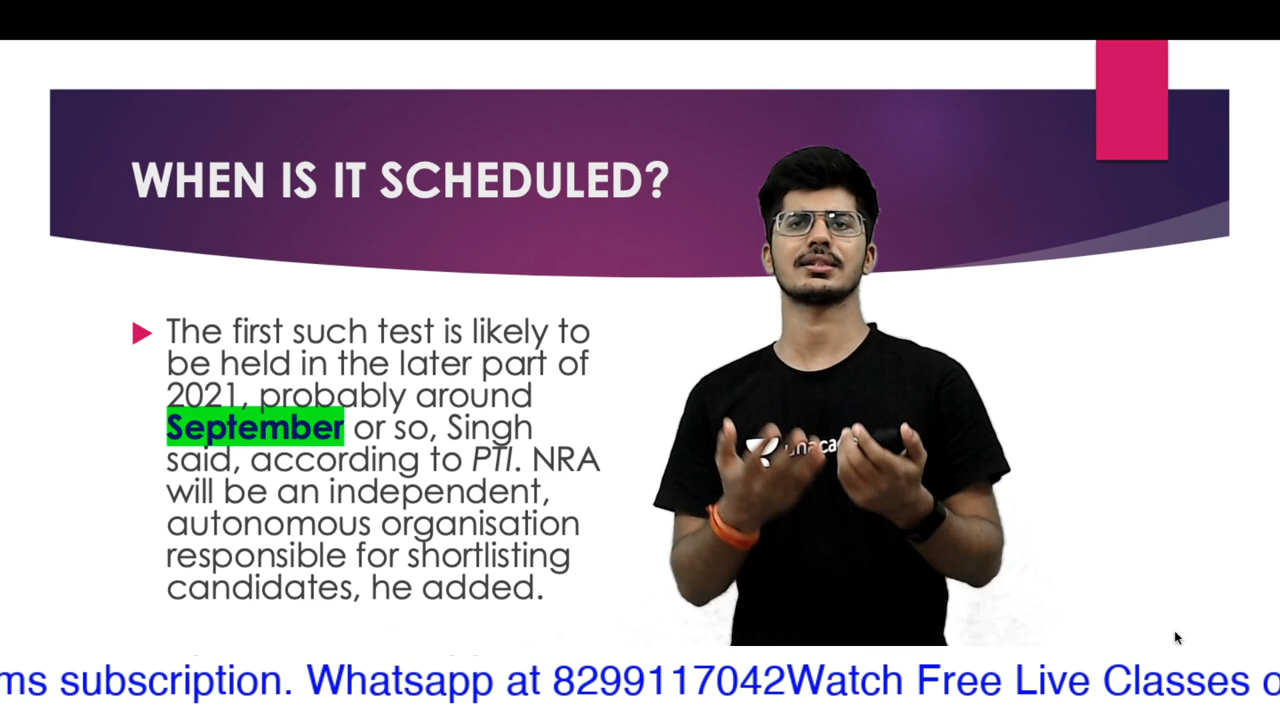 WHEN IS IT SCHEDULED?
The first such test is likely to
be held in the later part of
2021, probably around
September or so, Singh
said, according to PTI. NRA
will be an independent,
autonomous organisation
responsible for shortlisting
candidates, he added.
ms subscription. Whatsapp at 8299117042Watch Free Live Classes o